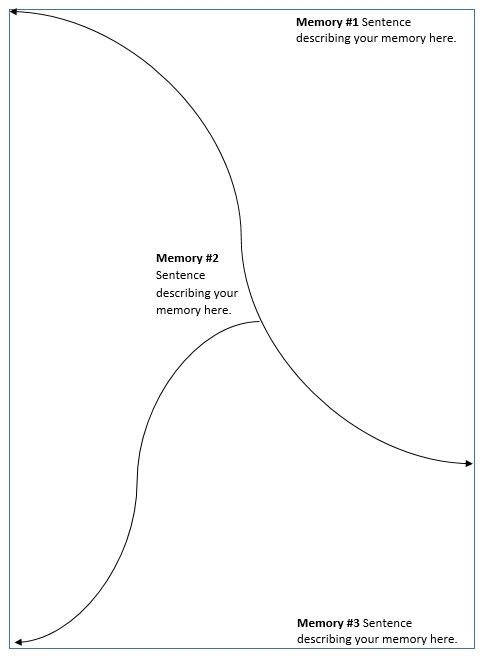 Memory #1 Sentence
describing your memory here.
Memory #2
Sentence
describing your
memory here.
Memory #3 Sentence
describing your memory here.